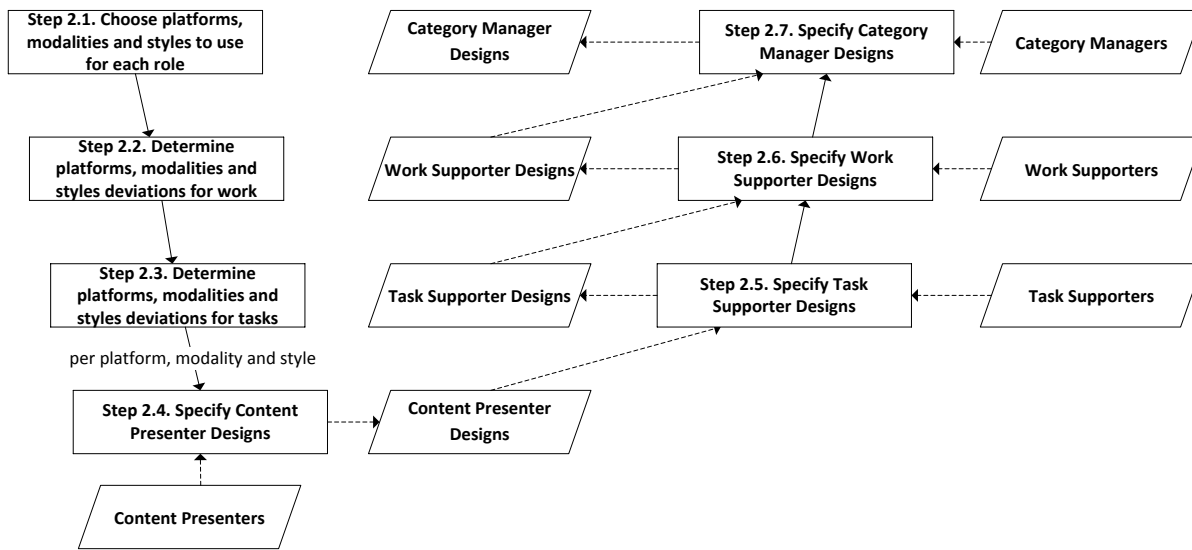 Step 2.1. Choose platforms,
modalities and styles to use
for each role
Step 2.2. Determine
platforms, modalities and
styles deviations for work
Step 2.3. Determine
platforms, modalities and
styles deviations for tasks
per platform, modality and style
Step 2.4. Specify Content
Presenter Designs
Content Presenters
Content Presenter
Designs
Category Manager
Designs
Step 2.7. Specify Category
Manager Designs
Category Managers
Work Supporter Designs
Step 2.6. Specify Work
Supporter Designs
Work Supporters
Task Supporter Designs
Step 2.5. Specify Task
Supporter Designs
Task Supporters